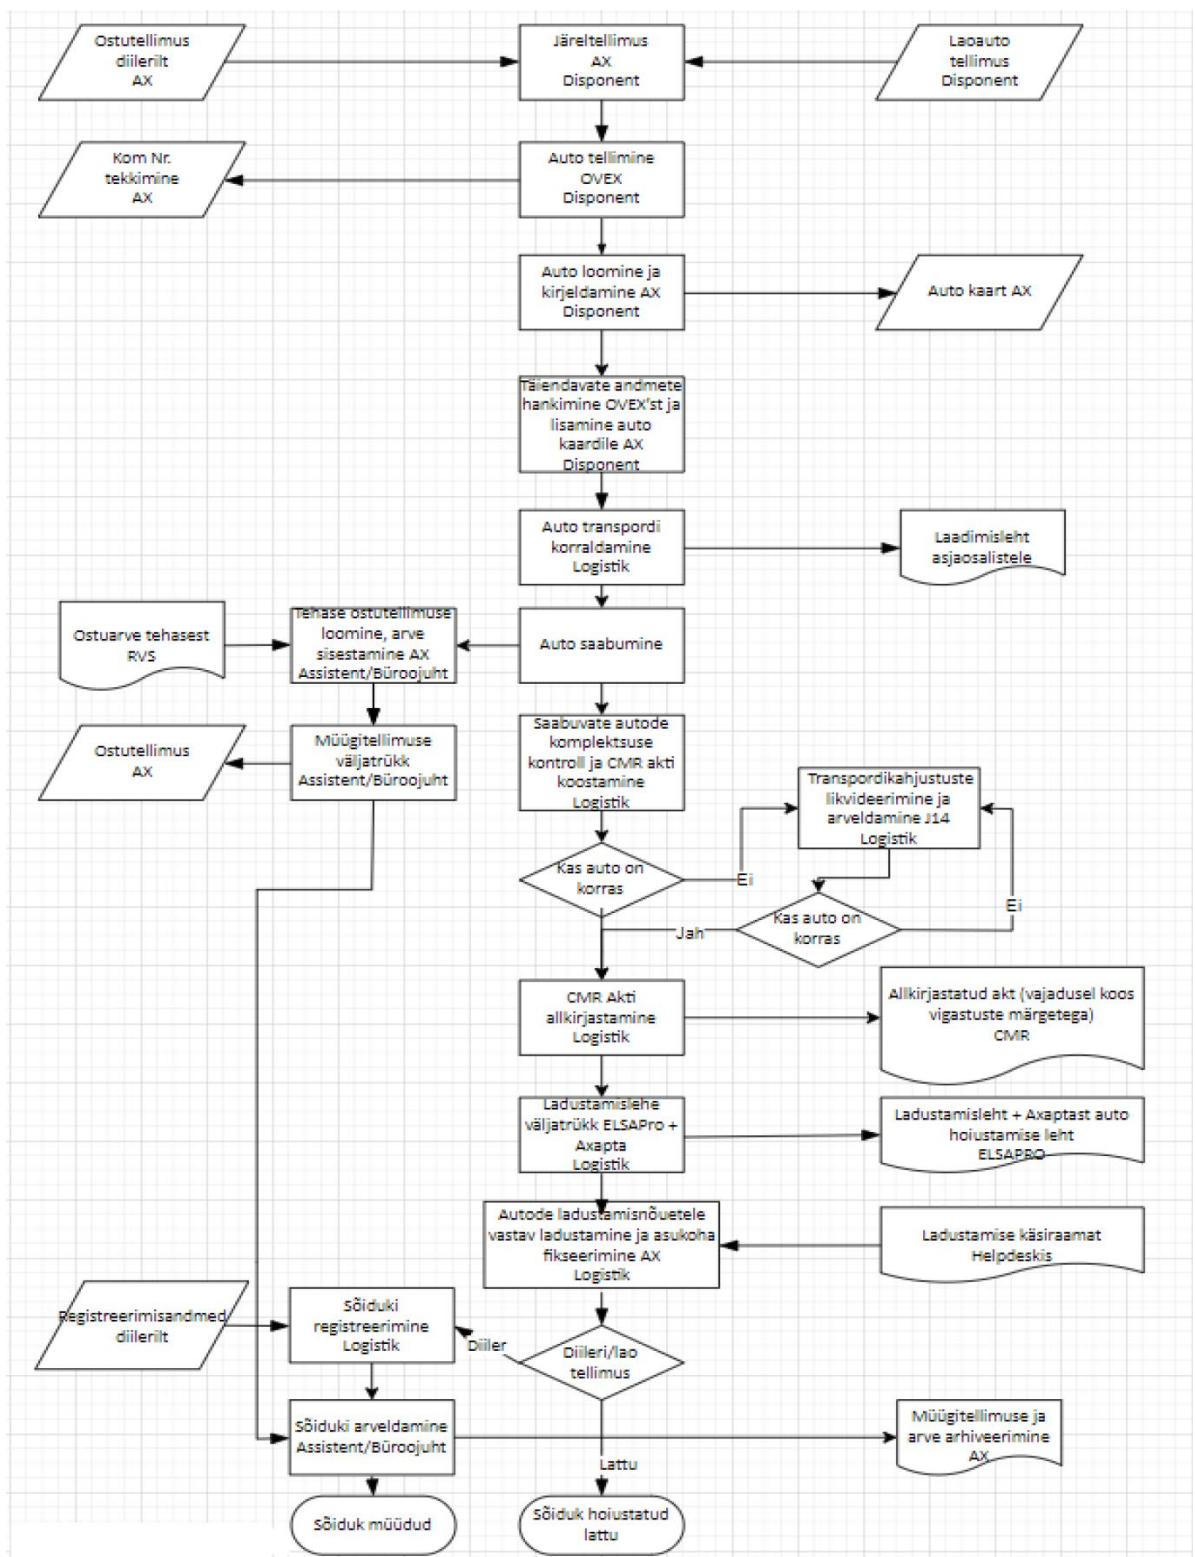 Ostutellimus
diilerilt
AX
Järeltellimus
AX
Disponent
Laoauto
tellimus
Disponent
Kom Nr.
tekkimine
AX
Auto tellimine
OVEX
Disponent
Auto loomine ja
kirjeldamine AX
Disponent
Auto kaart AX
Täiendavate andmete
hankimine OVEX'st ja
lisamine auto
kaardile AX
Disponent
Auto transpordi
korraldamine
Logistik
Laadimisleht
asjaosalistele
Ostuarve tehasest
RVS
Tehase ostutellimuse
loomine, arve
sisestamine AX
Assistent/Büroojuht
Auto saabumine
Ostutellimus
AX
Müügitellimuse
väljatrükk
Assistent/Büroojuht
Saabuvate autode
komplektsuse
kontroll ja CMR akti
koostamine
Logistik
Transpordikahjustuste
likvideerimine ja
arveldamine J14
Logistik
Kas auto on
korras
Ei
Kas auto on
korras
Ei
Jah
CMR Akti
allkirjastamine
Logistik
Allkirjastatud akt (vajadusel koos
vigastuste märgetega)
CMR
Ladustamislehe
väljatrükk ELSAPro +
Axapta
Logistik
Ladustamisleht + Axaptast auto
hoiustamise leht
ELSAPRO
Autode ladustamisnõuetele
vastav ladustamine ja asukoha
fikseerimine AX
Logistik
Ladustamise käsiraamat
Helpdeskis
Registreerimisandmed
diilerilt
Sõiduki
registreerimine
Logistik
Diiler
Diileri/lao
tellimus
Sõiduki arveldamine
Assistent/Büroojuht
Müügitellimuse ja
arve arhiveerimine
AX
Lattu
Sõiduk müüdud
Sõiduk hoiustatud
lattu